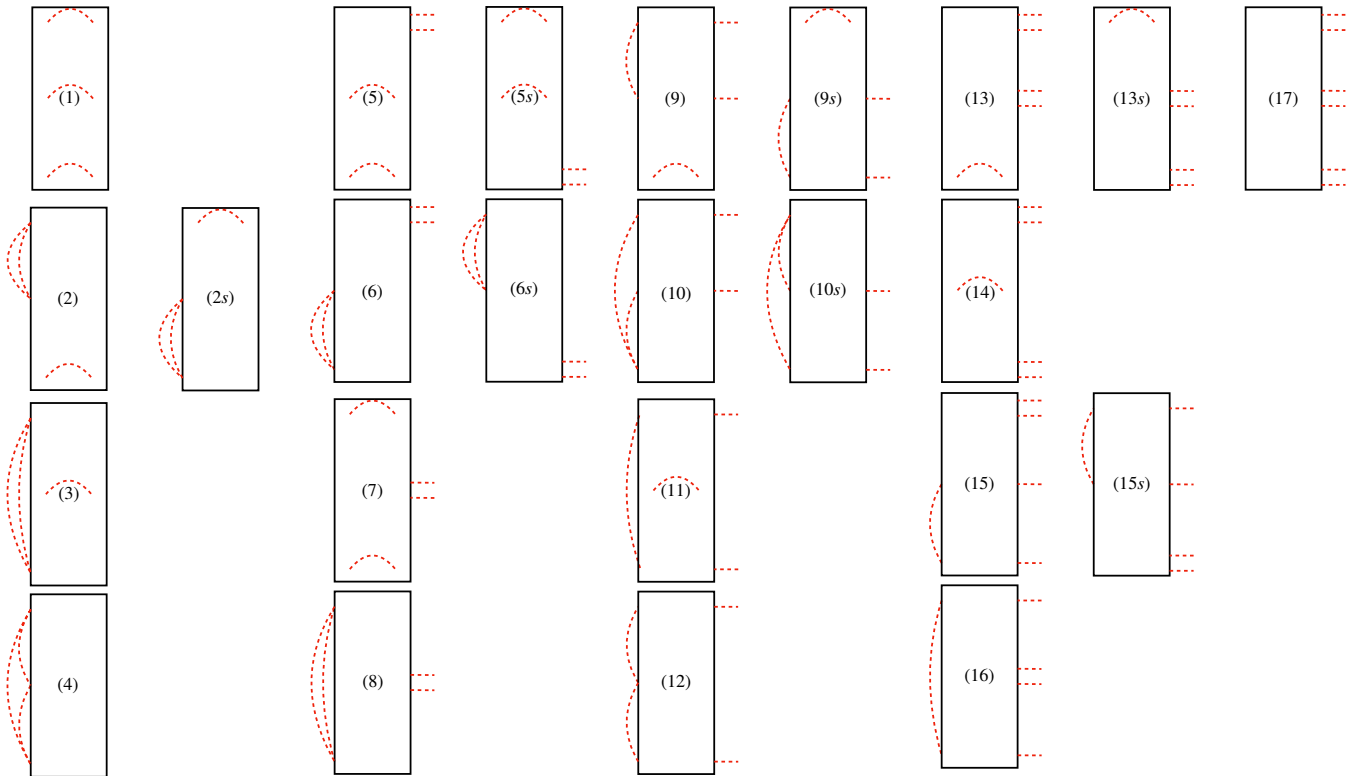 (1) (5) (5s) (9) (9s) (13) (13s) (17)
(2) (2s) (6) (6s) (10) (10s) (14)
(3) (7) (11) (15) (15s)
(4) (8) (12) (16)